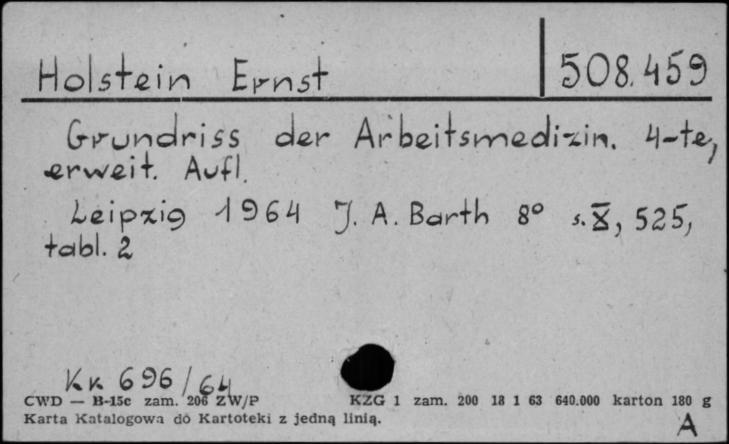 Holstein Ernst 508.459
Grundriss der Arbeitsmedizin. 4-te,
erweit. Aufl.
Leipzig 1964 J. A. Barth 8° s. X, 525,
tabl. 2
Kk 696/64
CWD — B-15c zam. 206 ZW/P KZG 1 zam. 200 18 1 63 640.000 karton 180 g
Karta Katalogowa do Kartoteki z jedną linią.
A